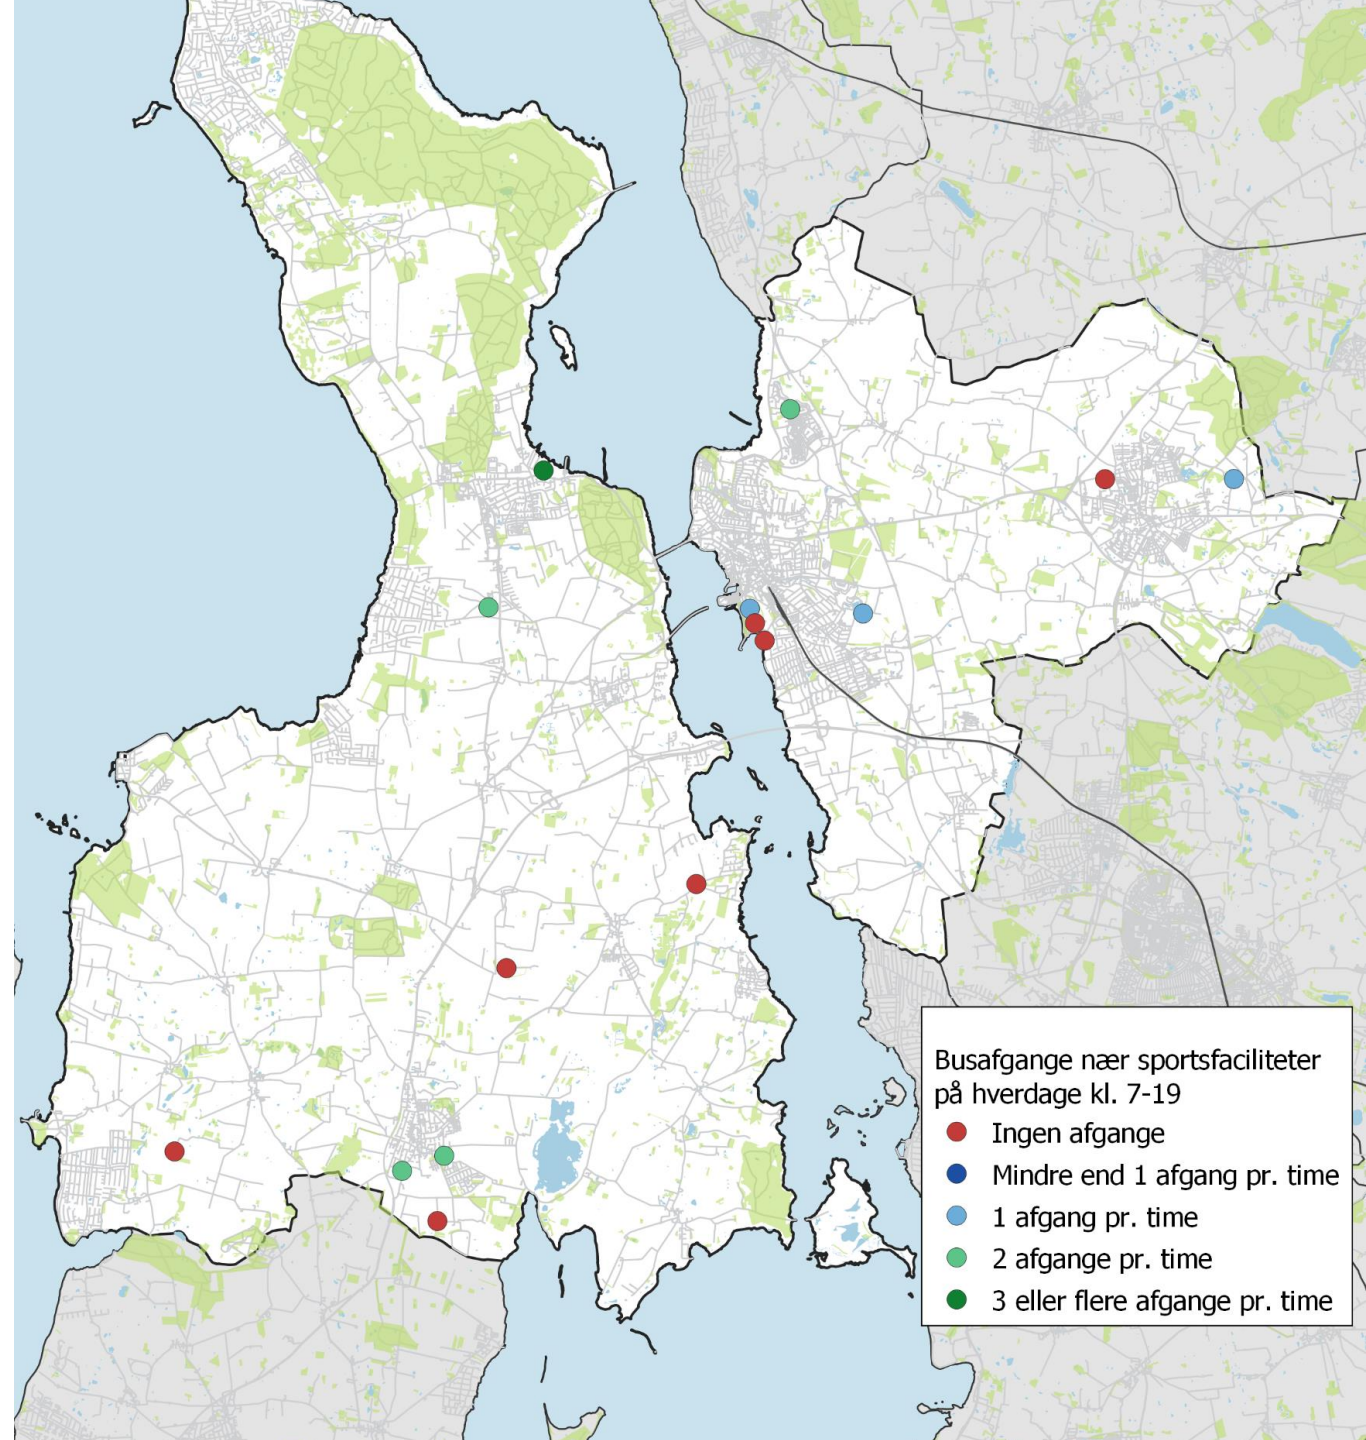 Busafgange nær sportsfaciliteter
på hverdage kl. 7-19
Ingen afgange
Mindre end 1 afgang pr. time
1 afgang pr. time
2 afgange pr. time
3 eller flere afgange pr. time